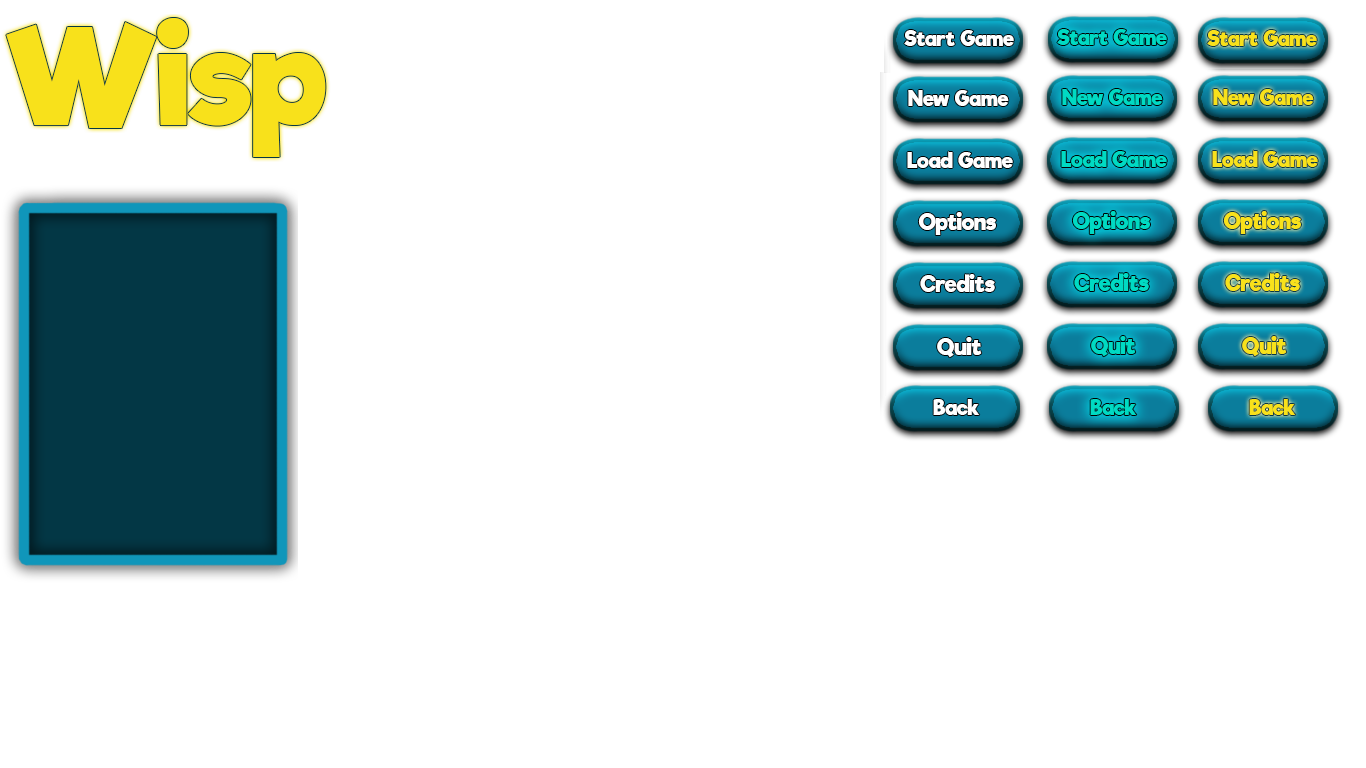 Wisp
Start Game Start Game Start Game
New Game New Game New Game
Load Game Load Game Load Game
Options Options Options
Credits Credits Credits
Quit Quit Quit
Back Back Back